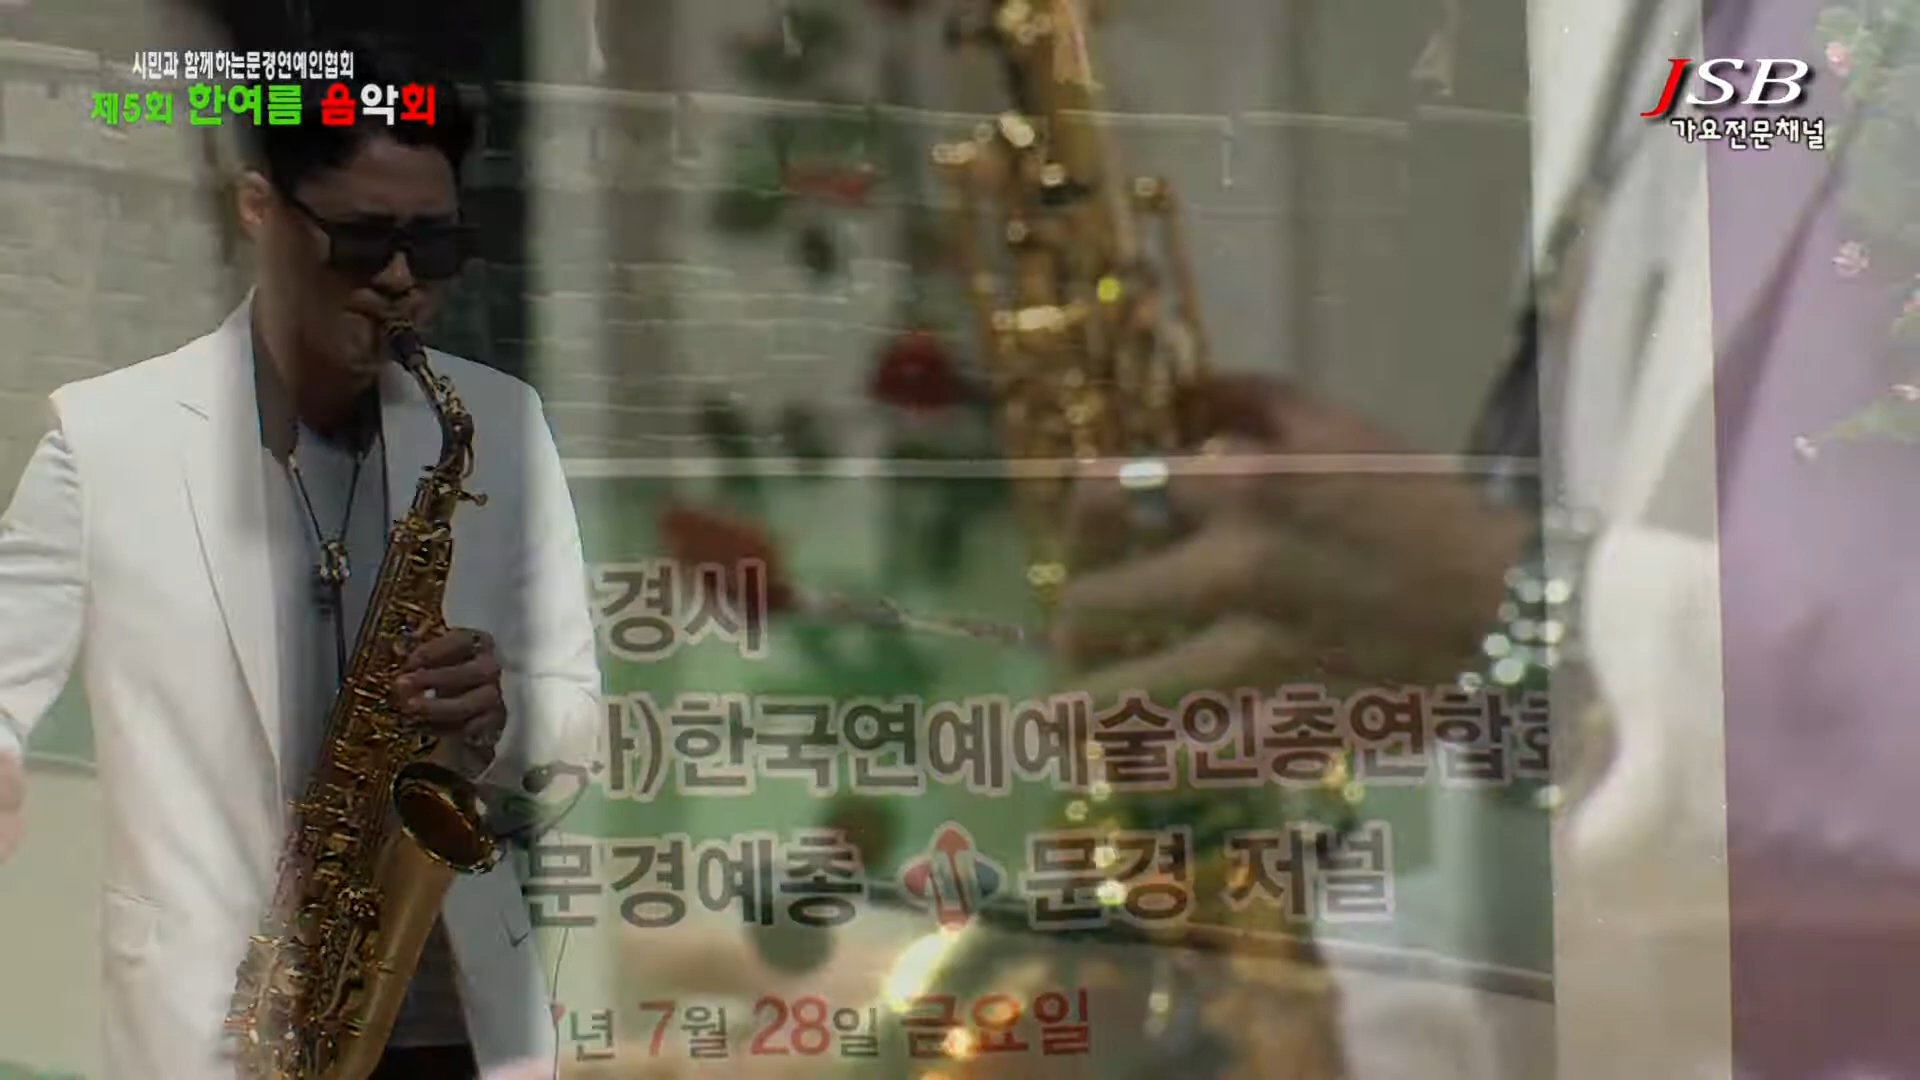 시민과 함께하는문경연예인협회
제5회 한여름 음악회
JSB
가요전문채널
경시
)한국연예예술인총연합회
문경예총 문경 저널
7년 7월 28일 금요일